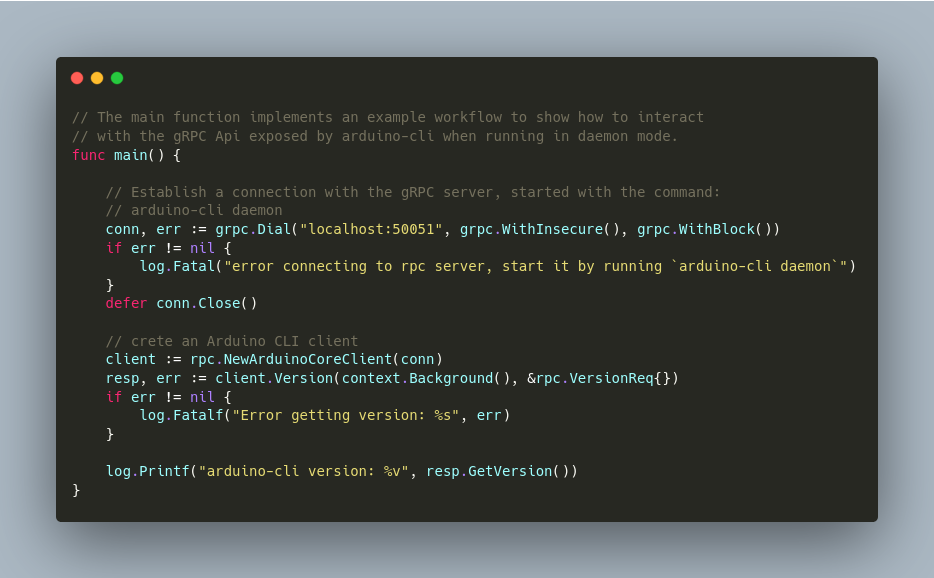 // The main function implements an example workflow to show how to interact
// with the gRPC Api exposed by arduino-cli when running in daemon mode.
func main() {
    // Establish a connection with the gRPC server, started with the command:
    // arduino-cli daemon
    conn, err := grpc.Dial("localhost:50051", grpc.WithInsecure(), grpc.WithBlock())
    if err != nil {
        log.Fatal("error connecting to rpc server, start it by running `arduino-cli daemon`")
    }
    defer conn.Close()
    // crete an Arduino CLI client
    client := rpc.NewArduinoCoreClient(conn)
    resp, err := client.Version(context.Background(), &rpc.VersionReq{})
    if err != nil {
        log.Fatalf("Error getting version: %s", err)
    }
    log.Printf("arduino-cli version: %v", resp.GetVersion())
}